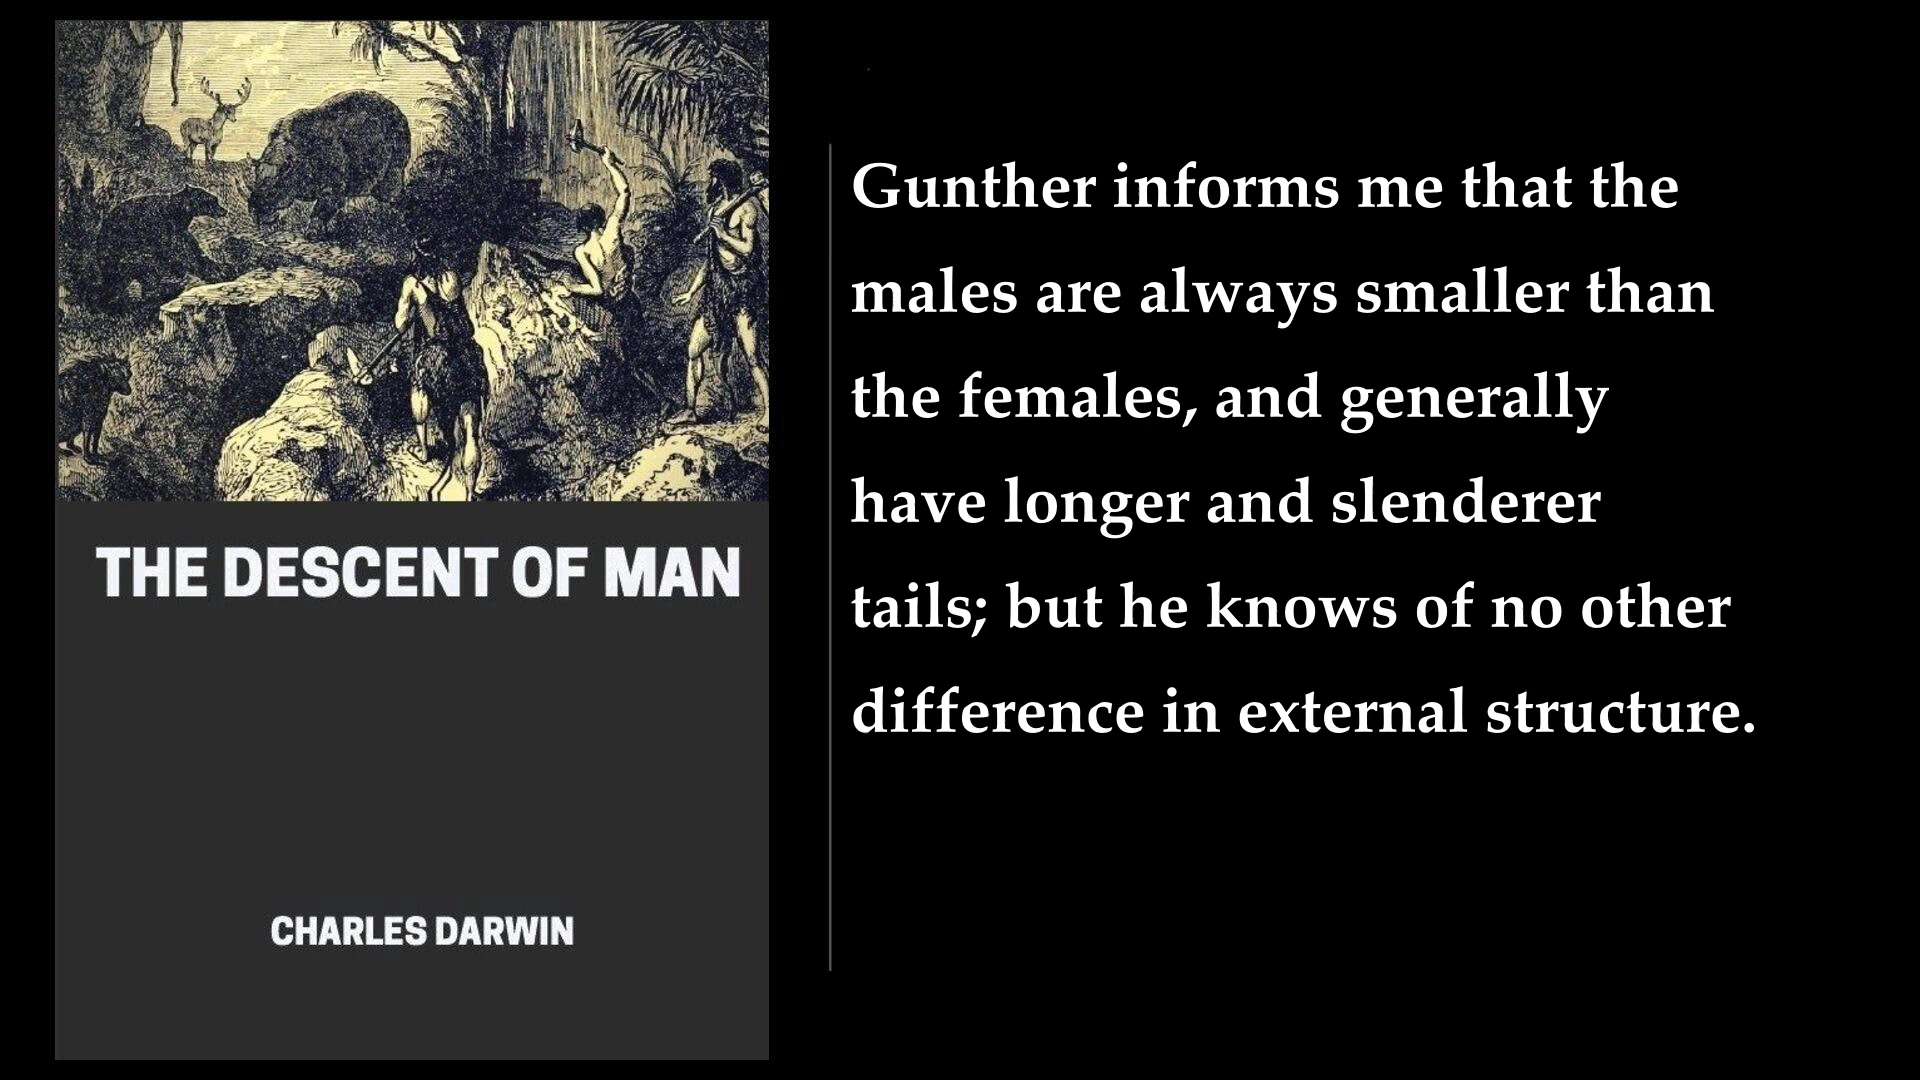 THE DESCENT OF MAN
CHARLES DARWIN
Gunther informs me that the
males are always smaller than
the females, and generally
have longer and slenderer
tails; but he knows of no other
difference in external structure.